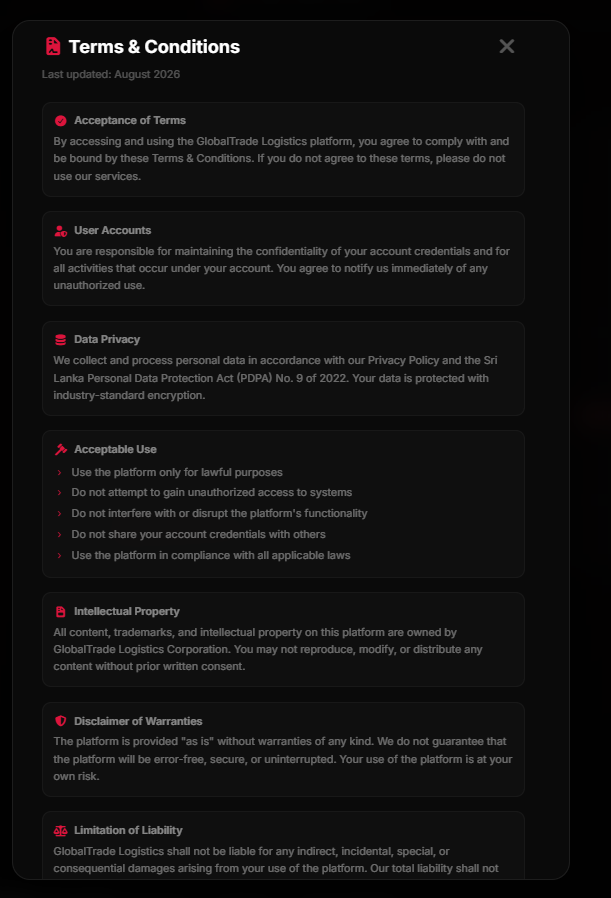 Terms & Conditions
Last updated: August 2026
Acceptance of Terms
By accessing and using the GlobalTrade Logistics platform, you agree to comply with and
be bound by these Terms & Conditions. If you do not agree to these terms, please do not
use our services.
User Accounts
You are responsible for maintaining the confidentiality of your account credentials and for
all activities that occur under your account. You agree to notify us immediately of any
unauthorized use.
Data Privacy
We collect and process personal data in accordance with our Privacy Policy and the Sri
Lanka Personal Data Protection Act (PDPA) No. 9 of 2022. Your data is protected with
industry-standard encryption.
Acceptable Use
Use the platform only for lawful purposes
Do not attempt to gain unauthorized access to systems
Do not interfere with or disrupt the platform's functionality
Do not share your account credentials with others
Use the platform in compliance with all applicable laws
Intellectual Property
All content, trademarks, and intellectual property on this platform are owned by
GlobalTrade Logistics Corporation. You may not reproduce, modify, or distribute any
content without prior written consent.
Disclaimer of Warranties
The platform is provided "as is" without warranties of any kind. We do not guarantee that
the platform will be error-free, secure, or uninterrupted. Your use of the platform is at your
own risk.
Limitation of Liability
GlobalTrade Logistics shall not be liable for any indirect, incidental, special, or
consequential damages arising from your use of the platform. Our total liability shall not